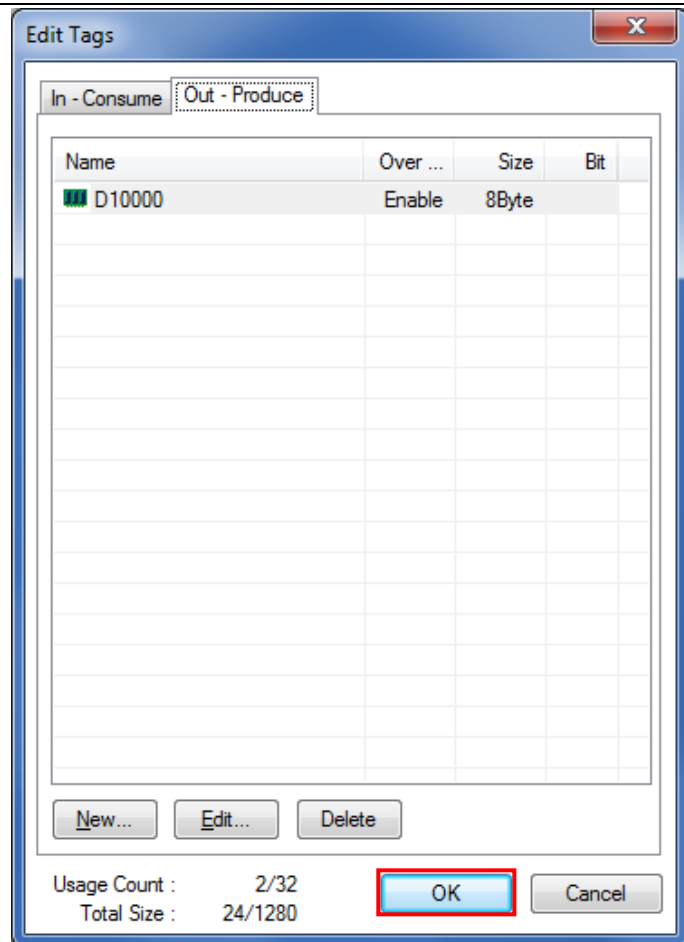 Edit Tags
In - Consume Out - Produce
Name Over ... Size Bit
D10000 Enable 8Byte
New... Edit... Delete
Usage Count : 2/32
Total Size : 24/1280
OK Cancel